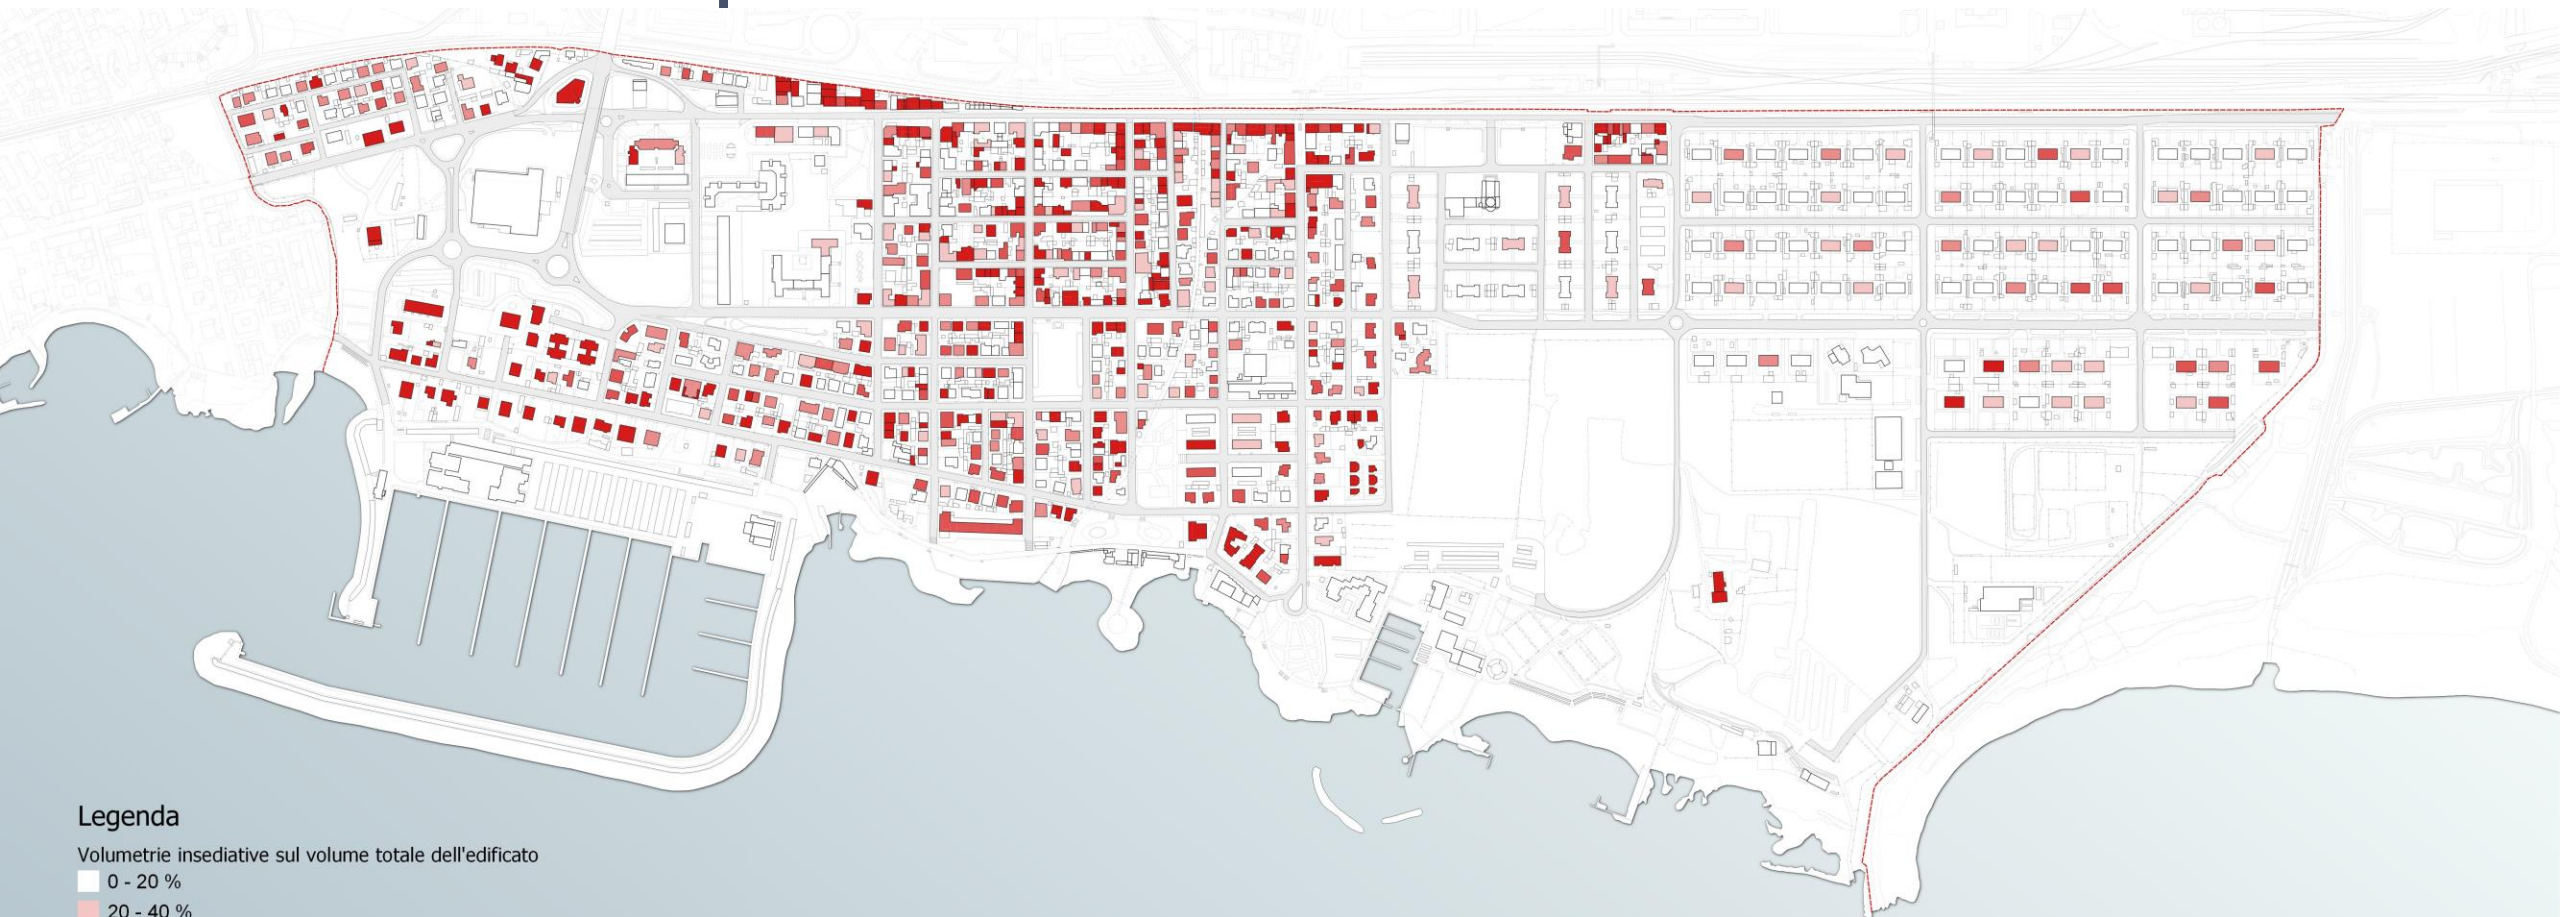 Legenda
Volumetrie insediative sul volume totale dell'edificato
0 - 20 %
20 - 40 %